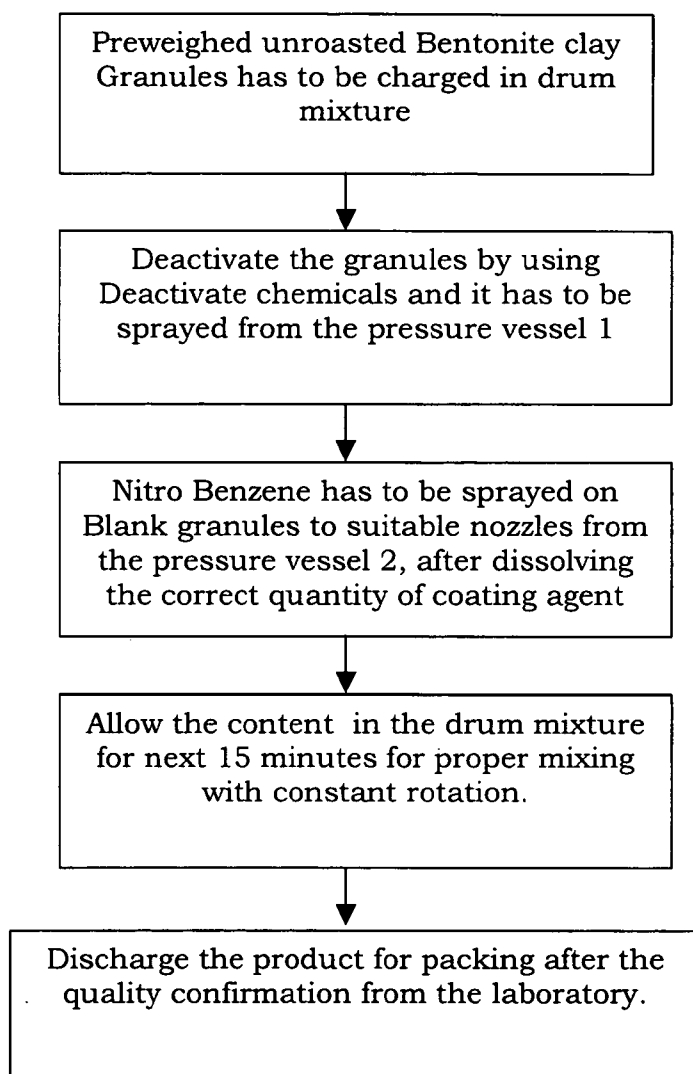 Preweighed unroasted Bentonite clay
Granules has to be charged in drum
mixture
Deactivate the granules by using
Deactivate chemicals and it has to be
sprayed from the pressure vessel 1
Nitro Benzene has to be sprayed on
Blank granules to suitable nozzles from
the pressure vessel 2, after dissolving
the correct quantity of coating agent
Allow the content in the drum mixture
for next 15 minutes for proper mixing
with constant rotation.
Discharge the product for packing after the
quality confirmation from the laboratory.